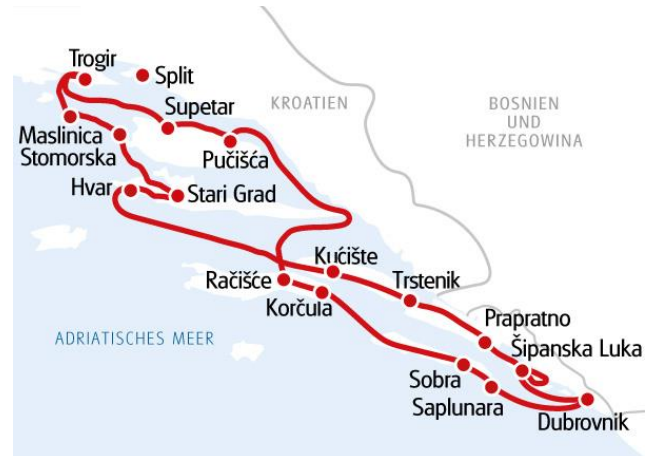 Trogir
Split
KROATIEN
BOSNIEN
UND
HERZEGOWINA
Supetar
Maslinica
Stomorska
Pučišća
Hvar
Stari Grad
Kućište
Račišće
Trstenik
Korčula
Prapratno
ADRIATISCHES MEER
Šipanska Luka
Sobra
Saplunara
Dubrovnik